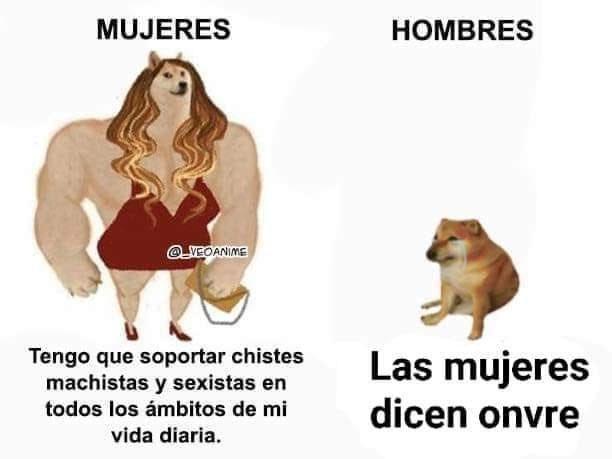 MUJERES
HOMBRES
@_VEOANIME
Tengo que soportar chistes
machistas y sexistas en
todos los ámbitos de mi
vida diaria.
Las mujeres
dicen onvre